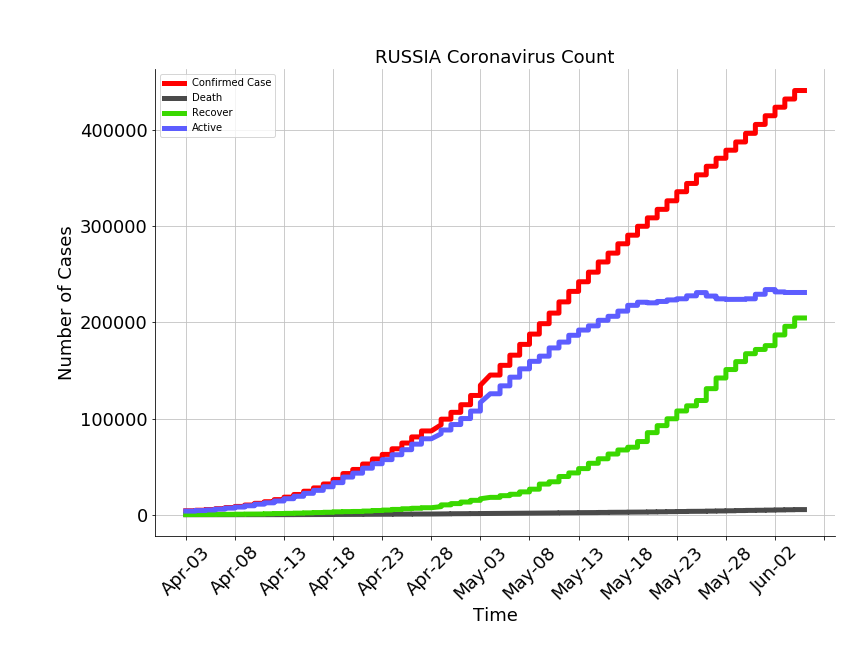 RUSSIA Coronavirus Count
Confirmed Case
Death
Recover
Active
400000
300000
200000
100000
0
Number of Cases
Apr-03
Apr-08
Apr-13
Apr-18
Apr-23
Apr-28
May-03
May-08
May-13
May-18
May-23
May-28
Jun-02
Time